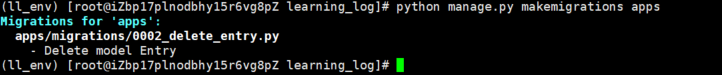 (ll_env) [root@iZbp17plnodbhy15r6vg8pZ learning_log]# python manage.py makemigrations apps
Migrations for 'apps':
  apps/migrations/0002_delete_entry.py
    - Delete model Entry
(ll_env) [root@iZbp17plnodbhy15r6vg8pZ learning_log]#